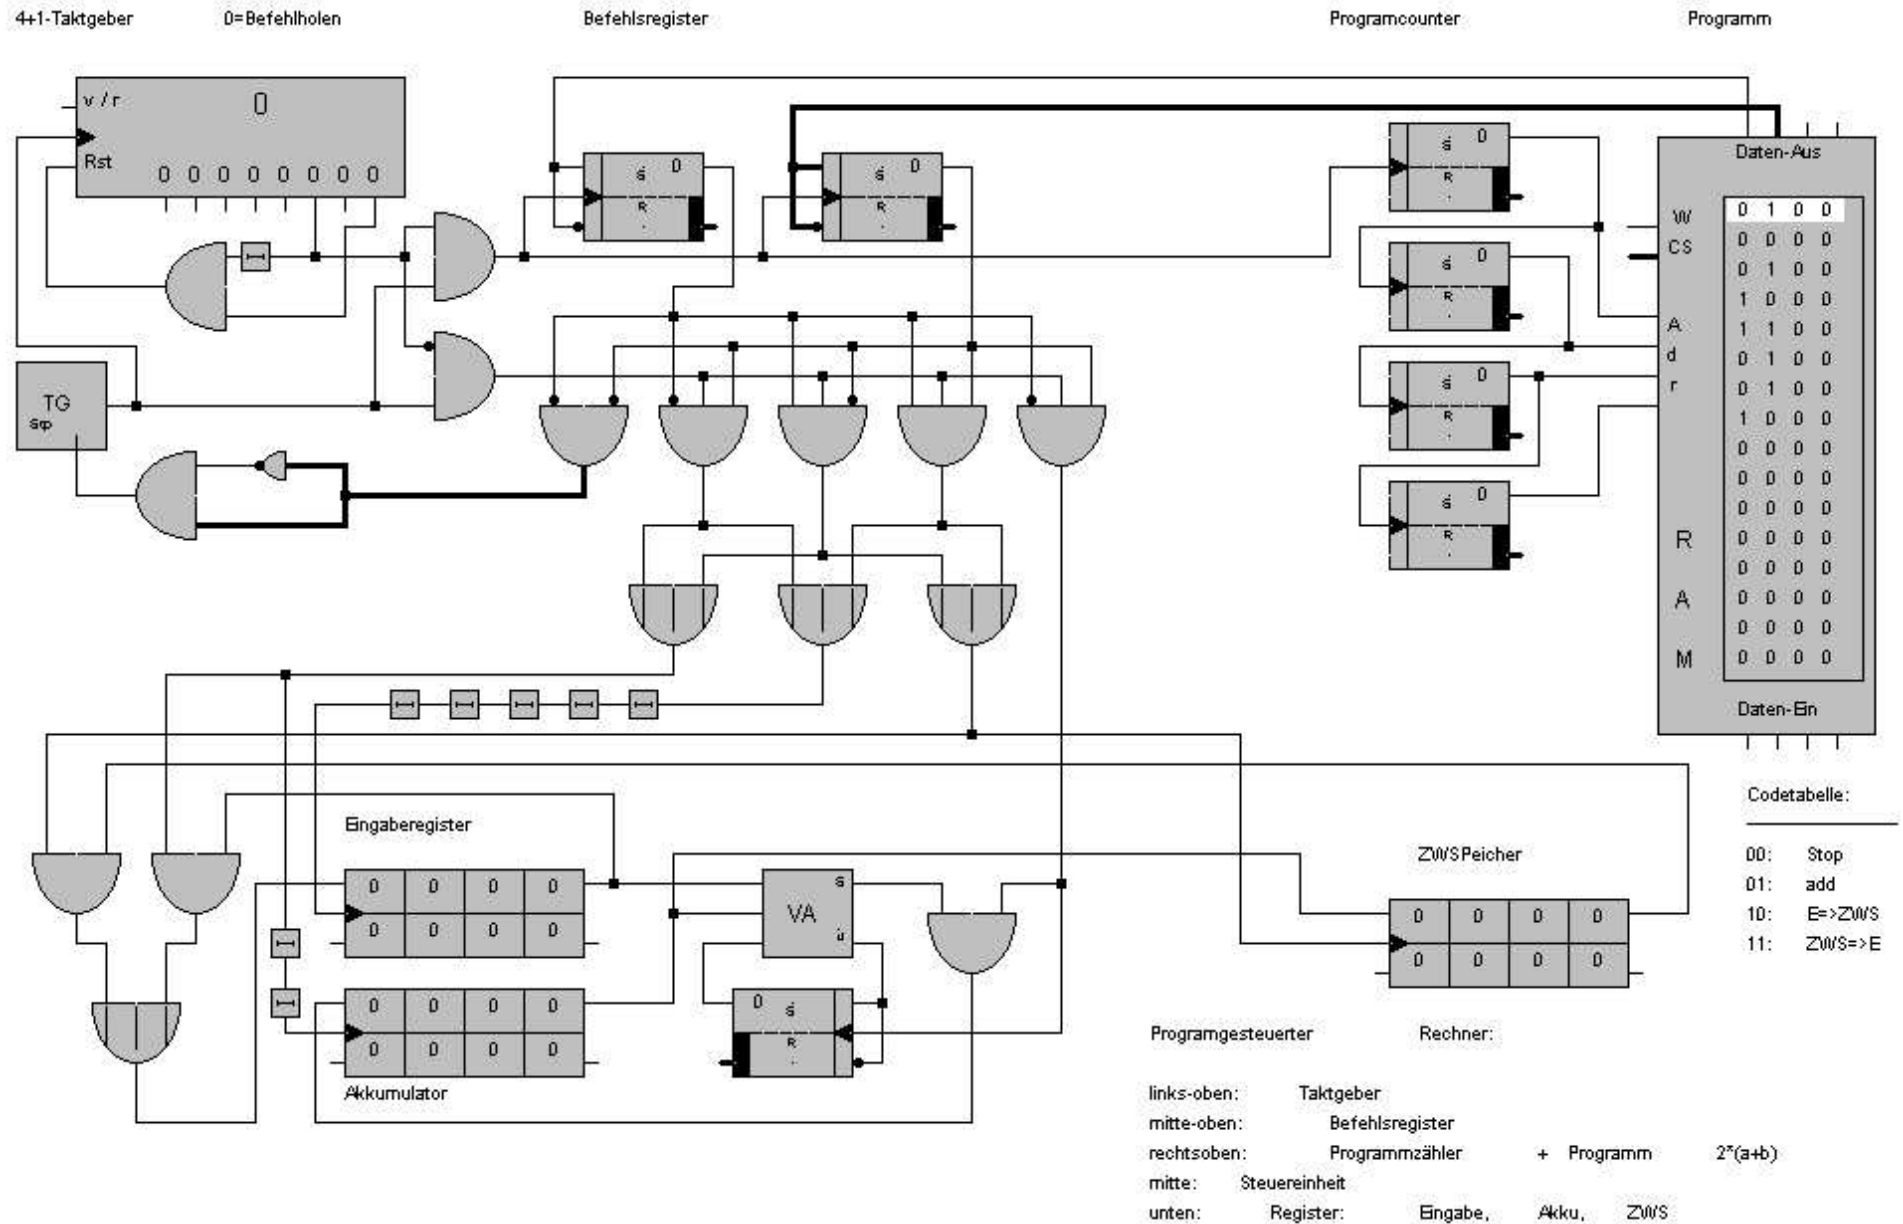 4+1-Taktgeber 0=Befehlholen Befehlsregister Programcounter Programm
v / r 0
Rst 0 0 0 0 0 0 0 0
S 0
R
S 0
R
S 0
R
S 0
R
S 0
R
S 0
R
TG
Daten-Aus
W
CS
A
d
r
R
A
M
0 1 0 0
0 0 0 0
0 1 0 0
1 0 0 0
1 1 0 0
0 1 0 0
0 1 0 0
1 0 0 0
0 0 0 0
0 0 0 0
0 0 0 0
0 0 0 0
0 0 0 0
0 0 0 0
0 0 0 0
0 0 0 0
Daten-Ein
Codetabelle:
00: Stop
01: add
10: E=>ZWS
11: ZWS=>E
Eingaberegister
0 0 0 0
0 0 0 0
0 0 0 0
0 0 0 0
Akkumulator
VA
s
ü
0 S
R
ZWSPeicher
0 0 0 0
0 0 0 0
Programgesteuerter Rechner:
links-oben: Taktgeber
mitte-oben: Befehlsregister
rechtsoben: Programmzähler + Programm 2*(a+b)
mitte: Steuereinheit
unten: Register: Eingabe, Akku, ZWS